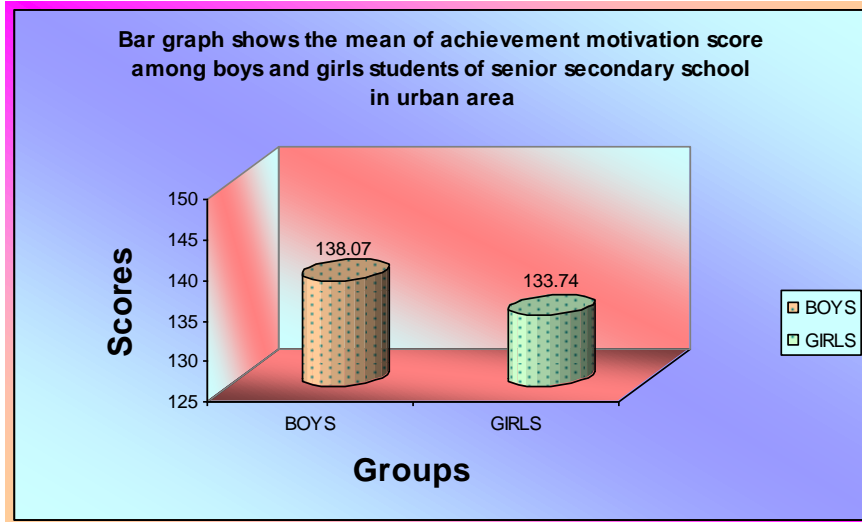 Bar graph shows the mean of achievement motivation score
among boys and girls students of senior secondary school
in urban area
150
145
140
135
130
125
Scores
138.07
133.74
BOYS
GIRLS
Groups
BOYS
GIRLS